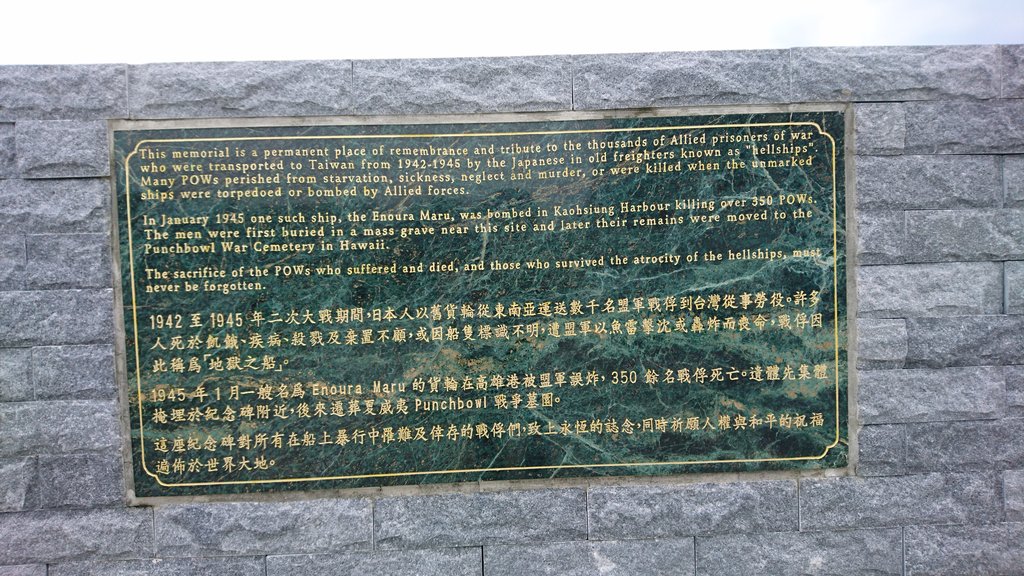 This memorial is a permanent place of remembrance and tribute to the thousands of Allied prisoners of war
who were transported to Taiwan from 1942-1945 by the Japanese in old freighters known as "hellships".
Many POWs perished from starvation, sickness, neglect and murder, or were killed when the unmarked
ships were torpedoed or bombed by Allied forces.
In January 1945 one such ship, the Enoura Maru, was bombed in Kaohsiung Harbour killing over 350 POWs.
The men were first buried in a mass grave near this site and later their remains were moved to the
Punchbowl War Cemetery in Hawaii.
The sacrifice of the POWs who suffered and died, and those who survived the atrocity of the hellships, must
never be forgotten.
1942 至 1945 年二次大戰期間,日本人以舊貨輪從東南亞運送數千名盟軍戰俘到台灣從事勞役。許多
人死於飢餓、疾病、殺戮及棄置不顧,或因船隻標識不明,遭盟軍以魚雷擊沈或轟炸而喪命,戰俘因
此稱爲「地獄之船」。
1945 年 1 月一艘名爲 Enoura Maru 的貨輪在高雄港被盟軍誤炸, 350 餘名戰俘死亡。遺體先集體
掩埋於紀念碑附近,後來遷葬夏威夷 Punchbowl 戰爭墓園。
這座紀念碑對所有在船上暴行中罹難及倖存的戰俘們,致上永恆的誌念,同時祈願人權與和平的祝福
遍佈於世界大地。